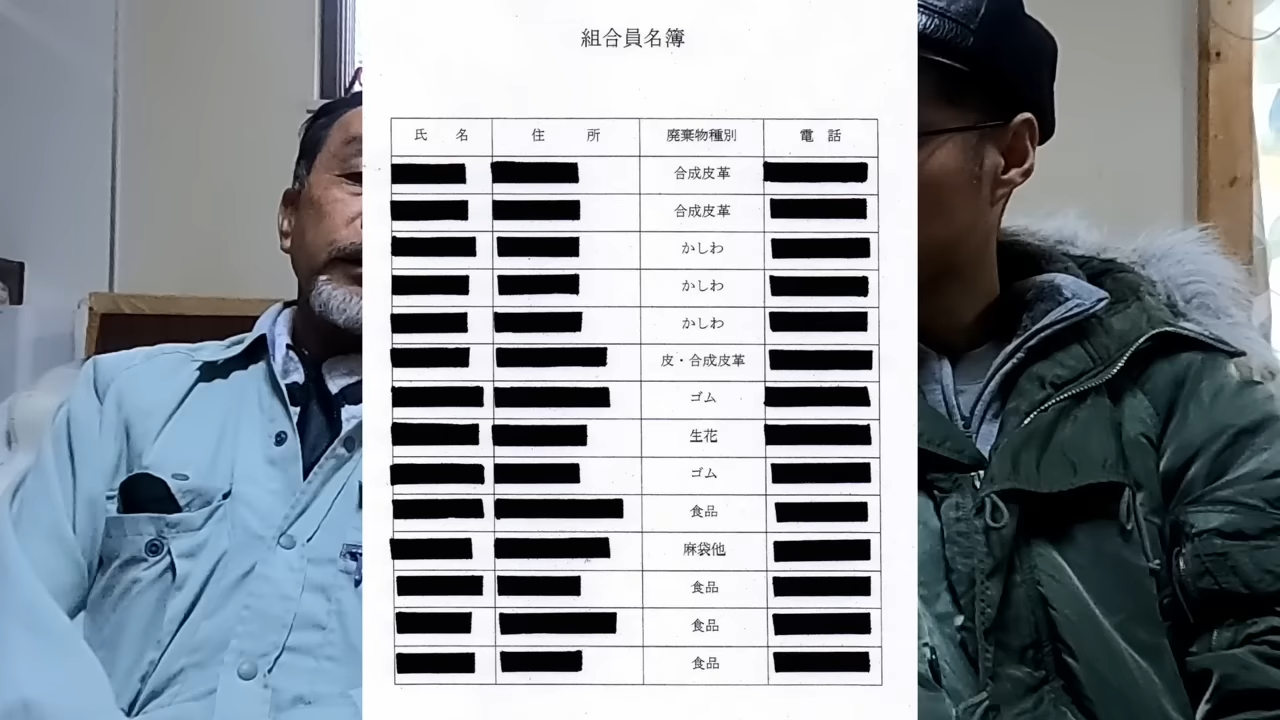 組合員名簿
氏 名 住 所 廃棄物種別 電 話
合成皮革
合成皮革
かしわ
かしわ
かしわ
皮・合成皮革
ゴム
生花
ゴム
食品
麻袋他
食品
食品
食品